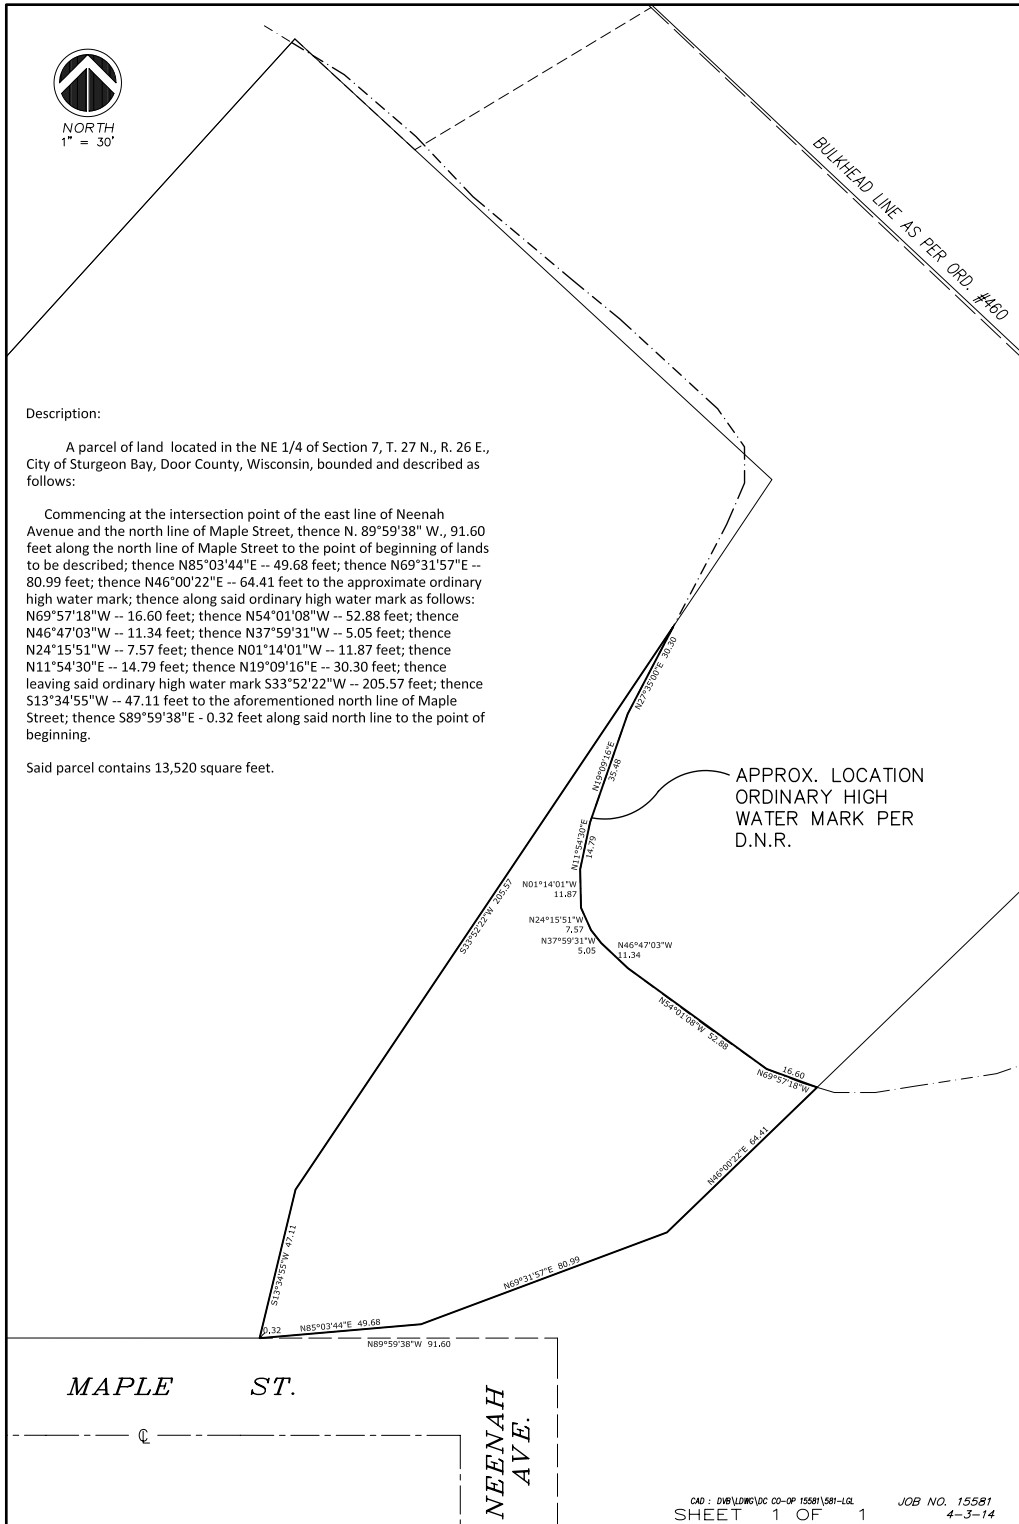 NORTH
1" = 30'
BULKHEAD LINE AS PER ORD. #460
Description:
A parcel of land located in the NE 1/4 of Section 7, T. 27 N., R. 26 E.,
City of Sturgeon Bay, Door County, Wisconsin, bounded and described as
follows:
Commencing at the intersection point of the east line of Neenah
Avenue and the north line of Maple Street, thence N. 89°59'38" W., 91.60
feet along the north line of Maple Street to the point of beginning of lands
to be described; thence N85°03'44"E -- 49.68 feet; thence N69°31'57"E --
80.99 feet; thence N46°00'22"E -- 64.41 feet to the approximate ordinary
high water mark; thence along said ordinary high water mark as follows:
N69°57'18"W -- 16.60 feet; thence N54°01'08"W -- 52.88 feet; thence
N46°47'03"W -- 11.34 feet; thence N37°59'31"W -- 5.05 feet; thence
N24°15'51"W -- 7.57 feet; thence N01°14'01"W -- 11.87 feet; thence
N11°54'30"E -- 14.79 feet; thence N19°09'16"E -- 30.30 feet; thence
leaving said ordinary high water mark S33°52'22"W -- 205.57 feet; thence
S13°34'55"W -- 47.11 feet to the aforementioned north line of Maple
Street; thence S89°59'38"E - 0.32 feet along said north line to the point of
beginning.
Said parcel contains 13,520 square feet.
N27°35'00"E 30.30
N19°09'16"E
35.48
APPROX. LOCATION
ORDINARY HIGH
WATER MARK PER
D.N.R.
N11°54'30"E
14.79
N01°14'01"W
11.87
S33°52'22"W 205.57
N24°15'51"W
7.57
N37°59'31"W
5.05
N46°47'03"W
11.34
N54°01'08"W 52.88
16.60
N69°57'18"W
N46°00'22"E 64.41
S13°34'55"W 47.11
N69°31'57"E 80.99
0.32
N85°03'44"E 49.68
N89°59'38"W 91.60
MAPLE ST.
℄
NEENAH
AVE.
CAD : DVB\LDWG\DC CO-OP 15581\581-LGL
SHEET 1 OF 1
JOB NO. 15581
4-3-14